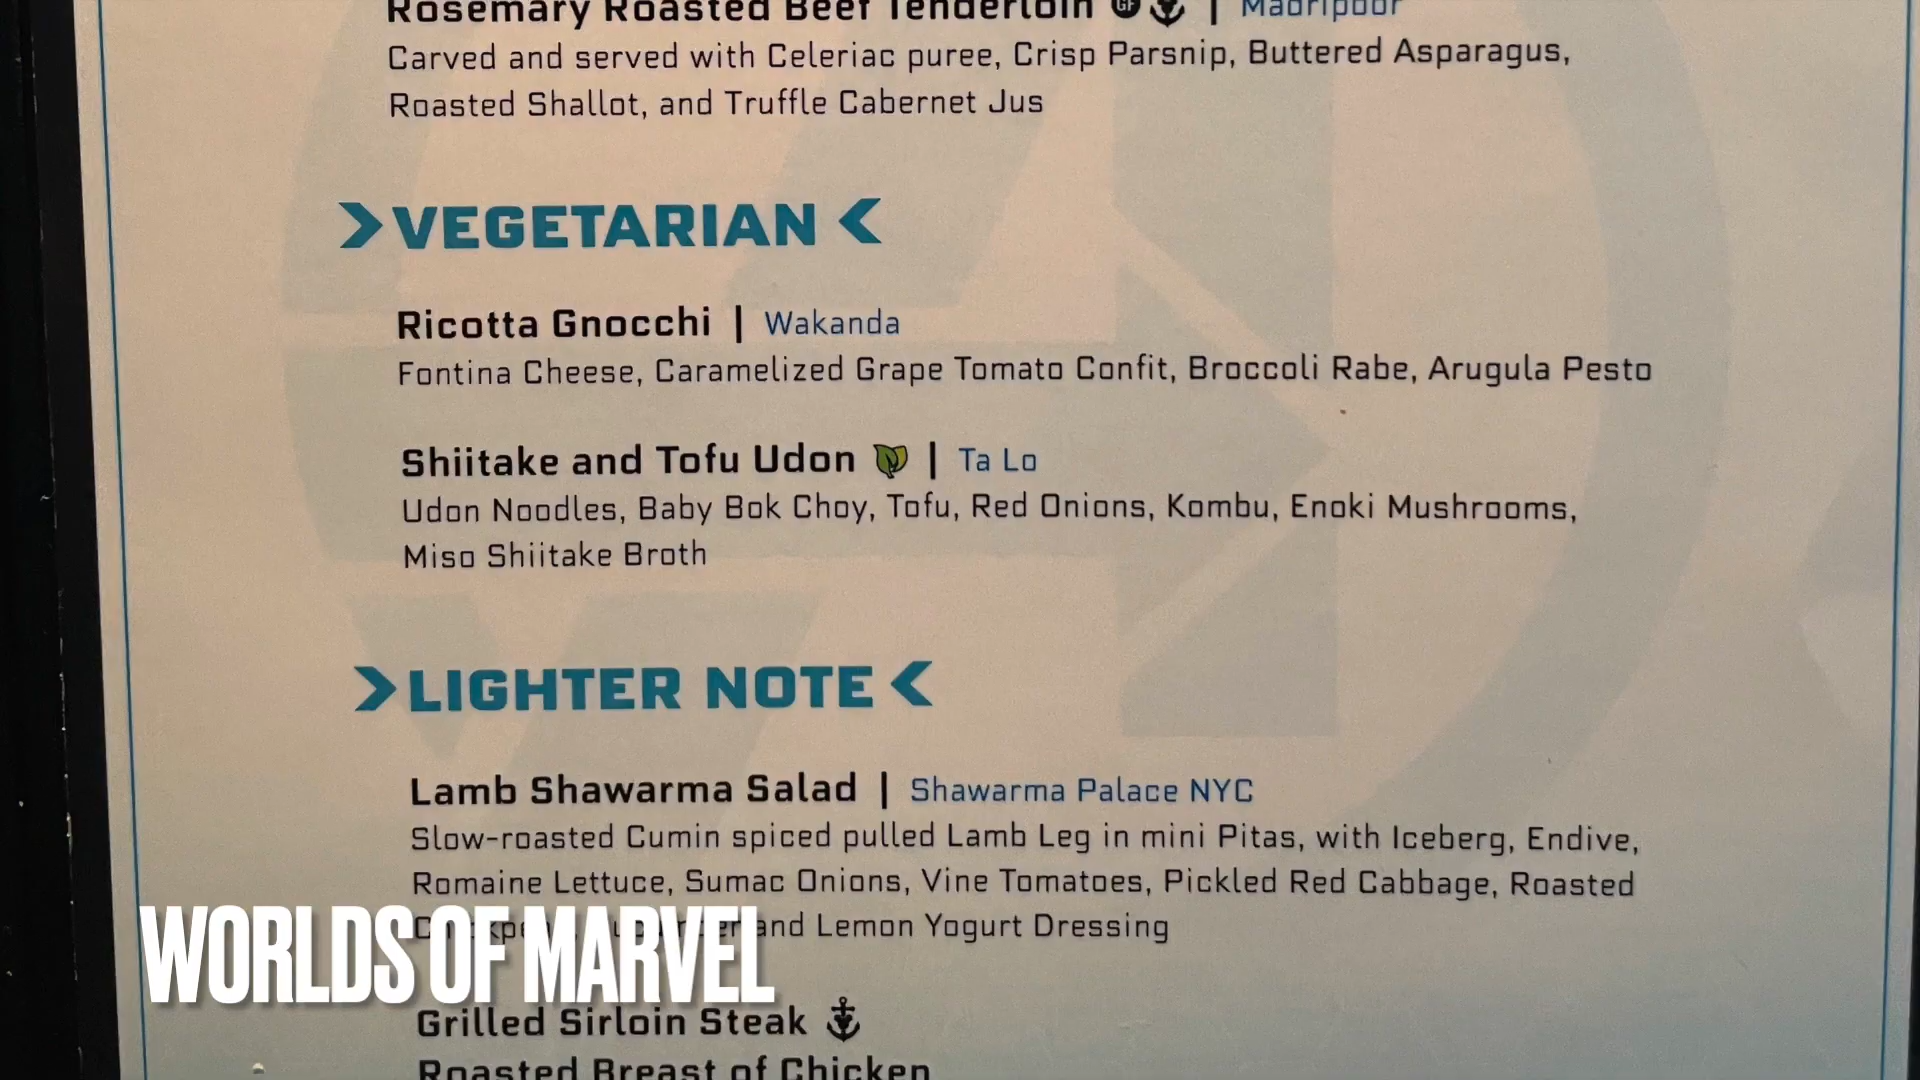 Rosemary Roasted Beef Tenderloin GF | Madripoor
Carved and served with Celeriac puree, Crisp Parsnip, Buttered Asparagus,
Roasted Shallot, and Truffle Cabernet Jus
VEGETARIAN
Ricotta Gnocchi | Wakanda
Fontina Cheese, Caramelized Grape Tomato Confit, Broccoli Rabe, Arugula Pesto
Shiitake and Tofu Udon | Ta Lo
Udon Noodles, Baby Bok Choy, Tofu, Red Onions, Kombu, Enoki Mushrooms,
Miso Shiitake Broth
LIGHTER NOTE
Lamb Shawarma Salad | Shawarma Palace NYC
Slow-roasted Cumin spiced pulled Lamb Leg in mini Pitas, with Iceberg, Endive,
Romaine Lettuce, Sumac Onions, Vine Tomatoes, Pickled Red Cabbage, Roasted
and Lemon Yogurt Dressing
WORLDS OF MARVEL
Grilled Sirloin Steak
Roasted Breast of Chicken